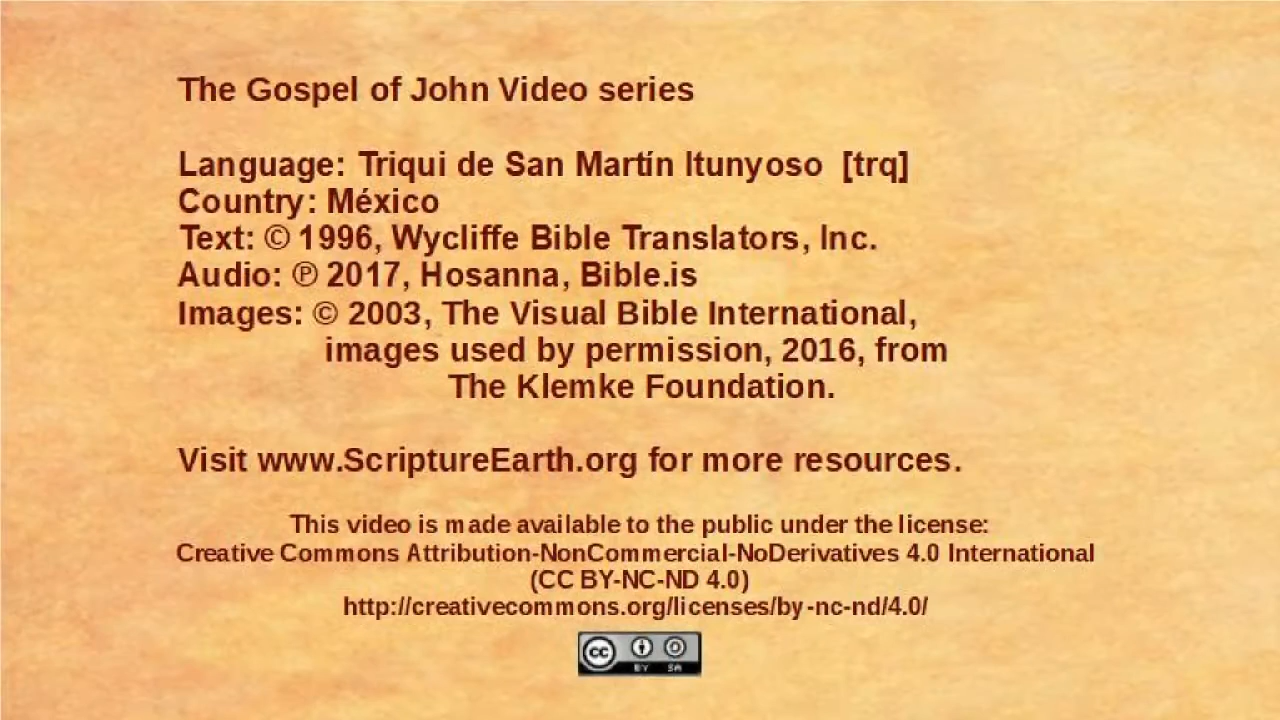 The Gospel of John Video series
Language: Triqui de San Martín Itunyoso [trq]
Country: México
Text: © 1996, Wycliffe Bible Translators, Inc.
Audio: ℗ 2017, Hosanna, Bible.is
Images: © 2003, The Visual Bible International,
images used by permission, 2016, from
The Klemke Foundation.
Visit www.ScriptureEarth.org for more resources.
This video is made available to the public under the license:
Creative Commons Attribution-NonCommercial-NoDerivatives 4.0 International
(CC BY-NC-ND 4.0)
http://creativecommons.org/licenses/by-nc-nd/4.0/
cc BY SA